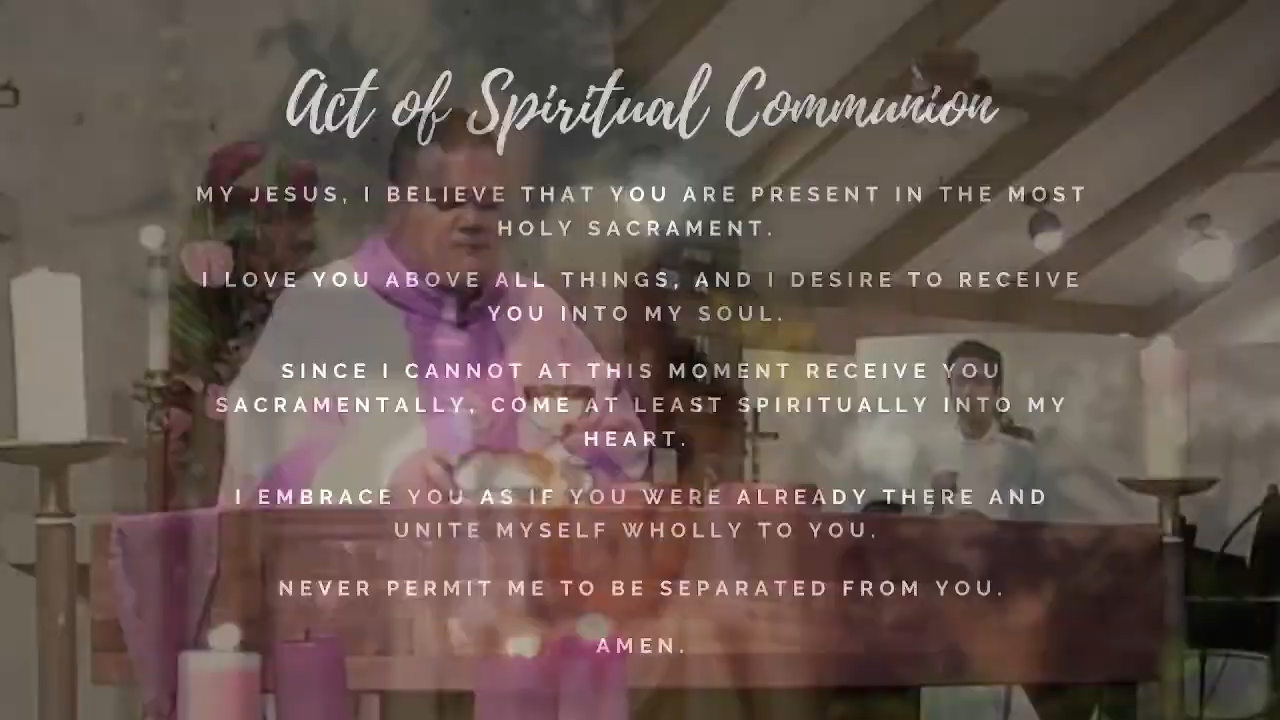 Act of Spiritual Communion
MY JESUS, I BELIEVE THAT YOU ARE PRESENT IN THE MOST
HOLY SACRAMENT.
I LOVE YOU ABOVE ALL THINGS, AND I DESIRE TO RECEIVE
YOU INTO MY SOUL.
SINCE I CANNOT AT THIS MOMENT RECEIVE YOU
SACRAMENTALLY, COME AT LEAST SPIRITUALLY INTO MY
HEART.
I EMBRACE YOU AS IF YOU WERE ALREADY THERE AND
UNITE MYSELF WHOLLY TO YOU.
NEVER PERMIT ME TO BE SEPARATED FROM YOU.
AMEN.